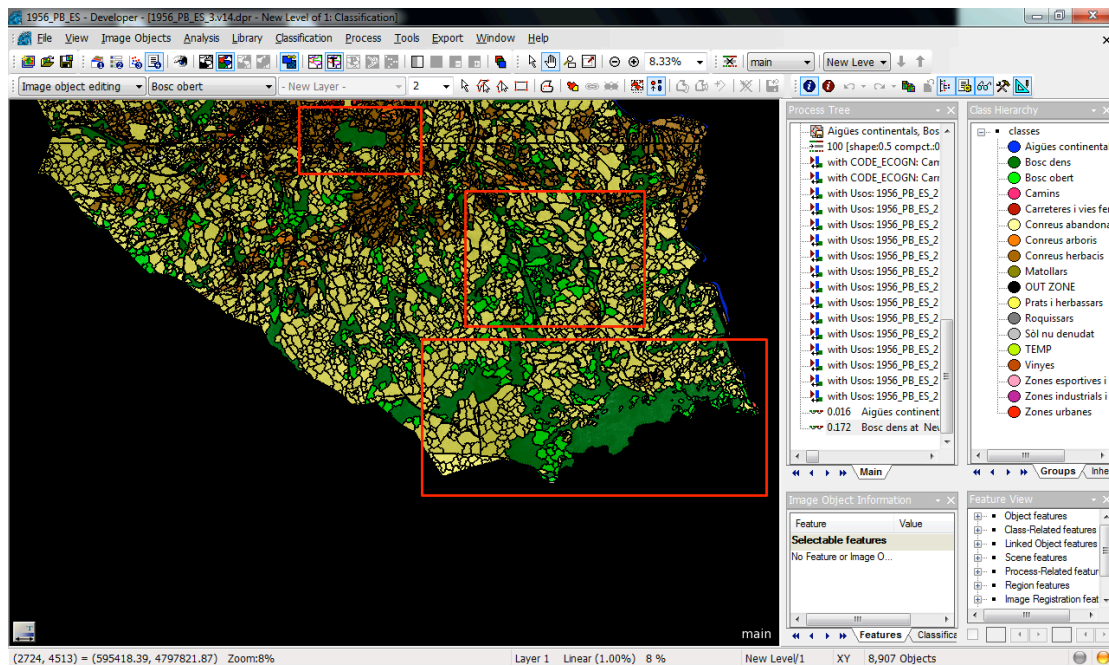 1956_PB_ES - Developer - [1956_PB_ES_3.v14.dpr - New Level of 1: Classification]
File View Image Objects Analysis Library Classification Process Tools Export Window Help
8.33% main New Leve
Image object editing Bosc obert - New Layer - 2
Process Tree
Aigües continentals, Bos
100 [shape:0.5 compct.:0
with CODE_ECOGN: Carr
with CODE_ECOGN: Carr
with Usos: 1956_PB_ES_2
with Usos: 1956_PB_ES_2
with Usos: 1956_PB_ES_2
with Usos: 1956_PB_ES_2
with Usos: 1956_PB_ES_2
with Usos: 1956_PB_ES_2
with Usos: 1956_PB_ES_2
with Usos: 1956_PB_ES_2
with Usos: 1956_PB_ES_2
with Usos: 1956_PB_ES_2
with Usos: 1956_PB_ES_2
with Usos: 1956_PB_ES_2
with Usos: 1956_PB_ES_2
with Usos: 1956_PB_ES_2
0.016 Aigües continent
0.172 Bosc dens at New
Main
Class Hierarchy
classes
Aigües continenta
Bosc dens
Bosc obert
Camins
Carreteres i vies fer
Conreus abandona
Conreus arboris
Conreus herbacis
Matollars
OUT ZONE
Prats i herbassars
Roquissars
Sòl nu denudat
TEMP
Vinyes
Zones esportives i
Zones industrials i
Zones urbanes
Groups Inhe
Image Object Information
Feature Value
Selectable features
No Feature or Image O...
Features Classifica
Feature View
Object features
Class-Related features
Linked Object features
Scene features
Process-Related featur
Region features
Image Registration feat
main
(2724, 4513) = (595418.39, 4797821.87) Zoom:8% Layer 1 Linear (1.00%) 8 % New Level/1 XY 8,907 Objects